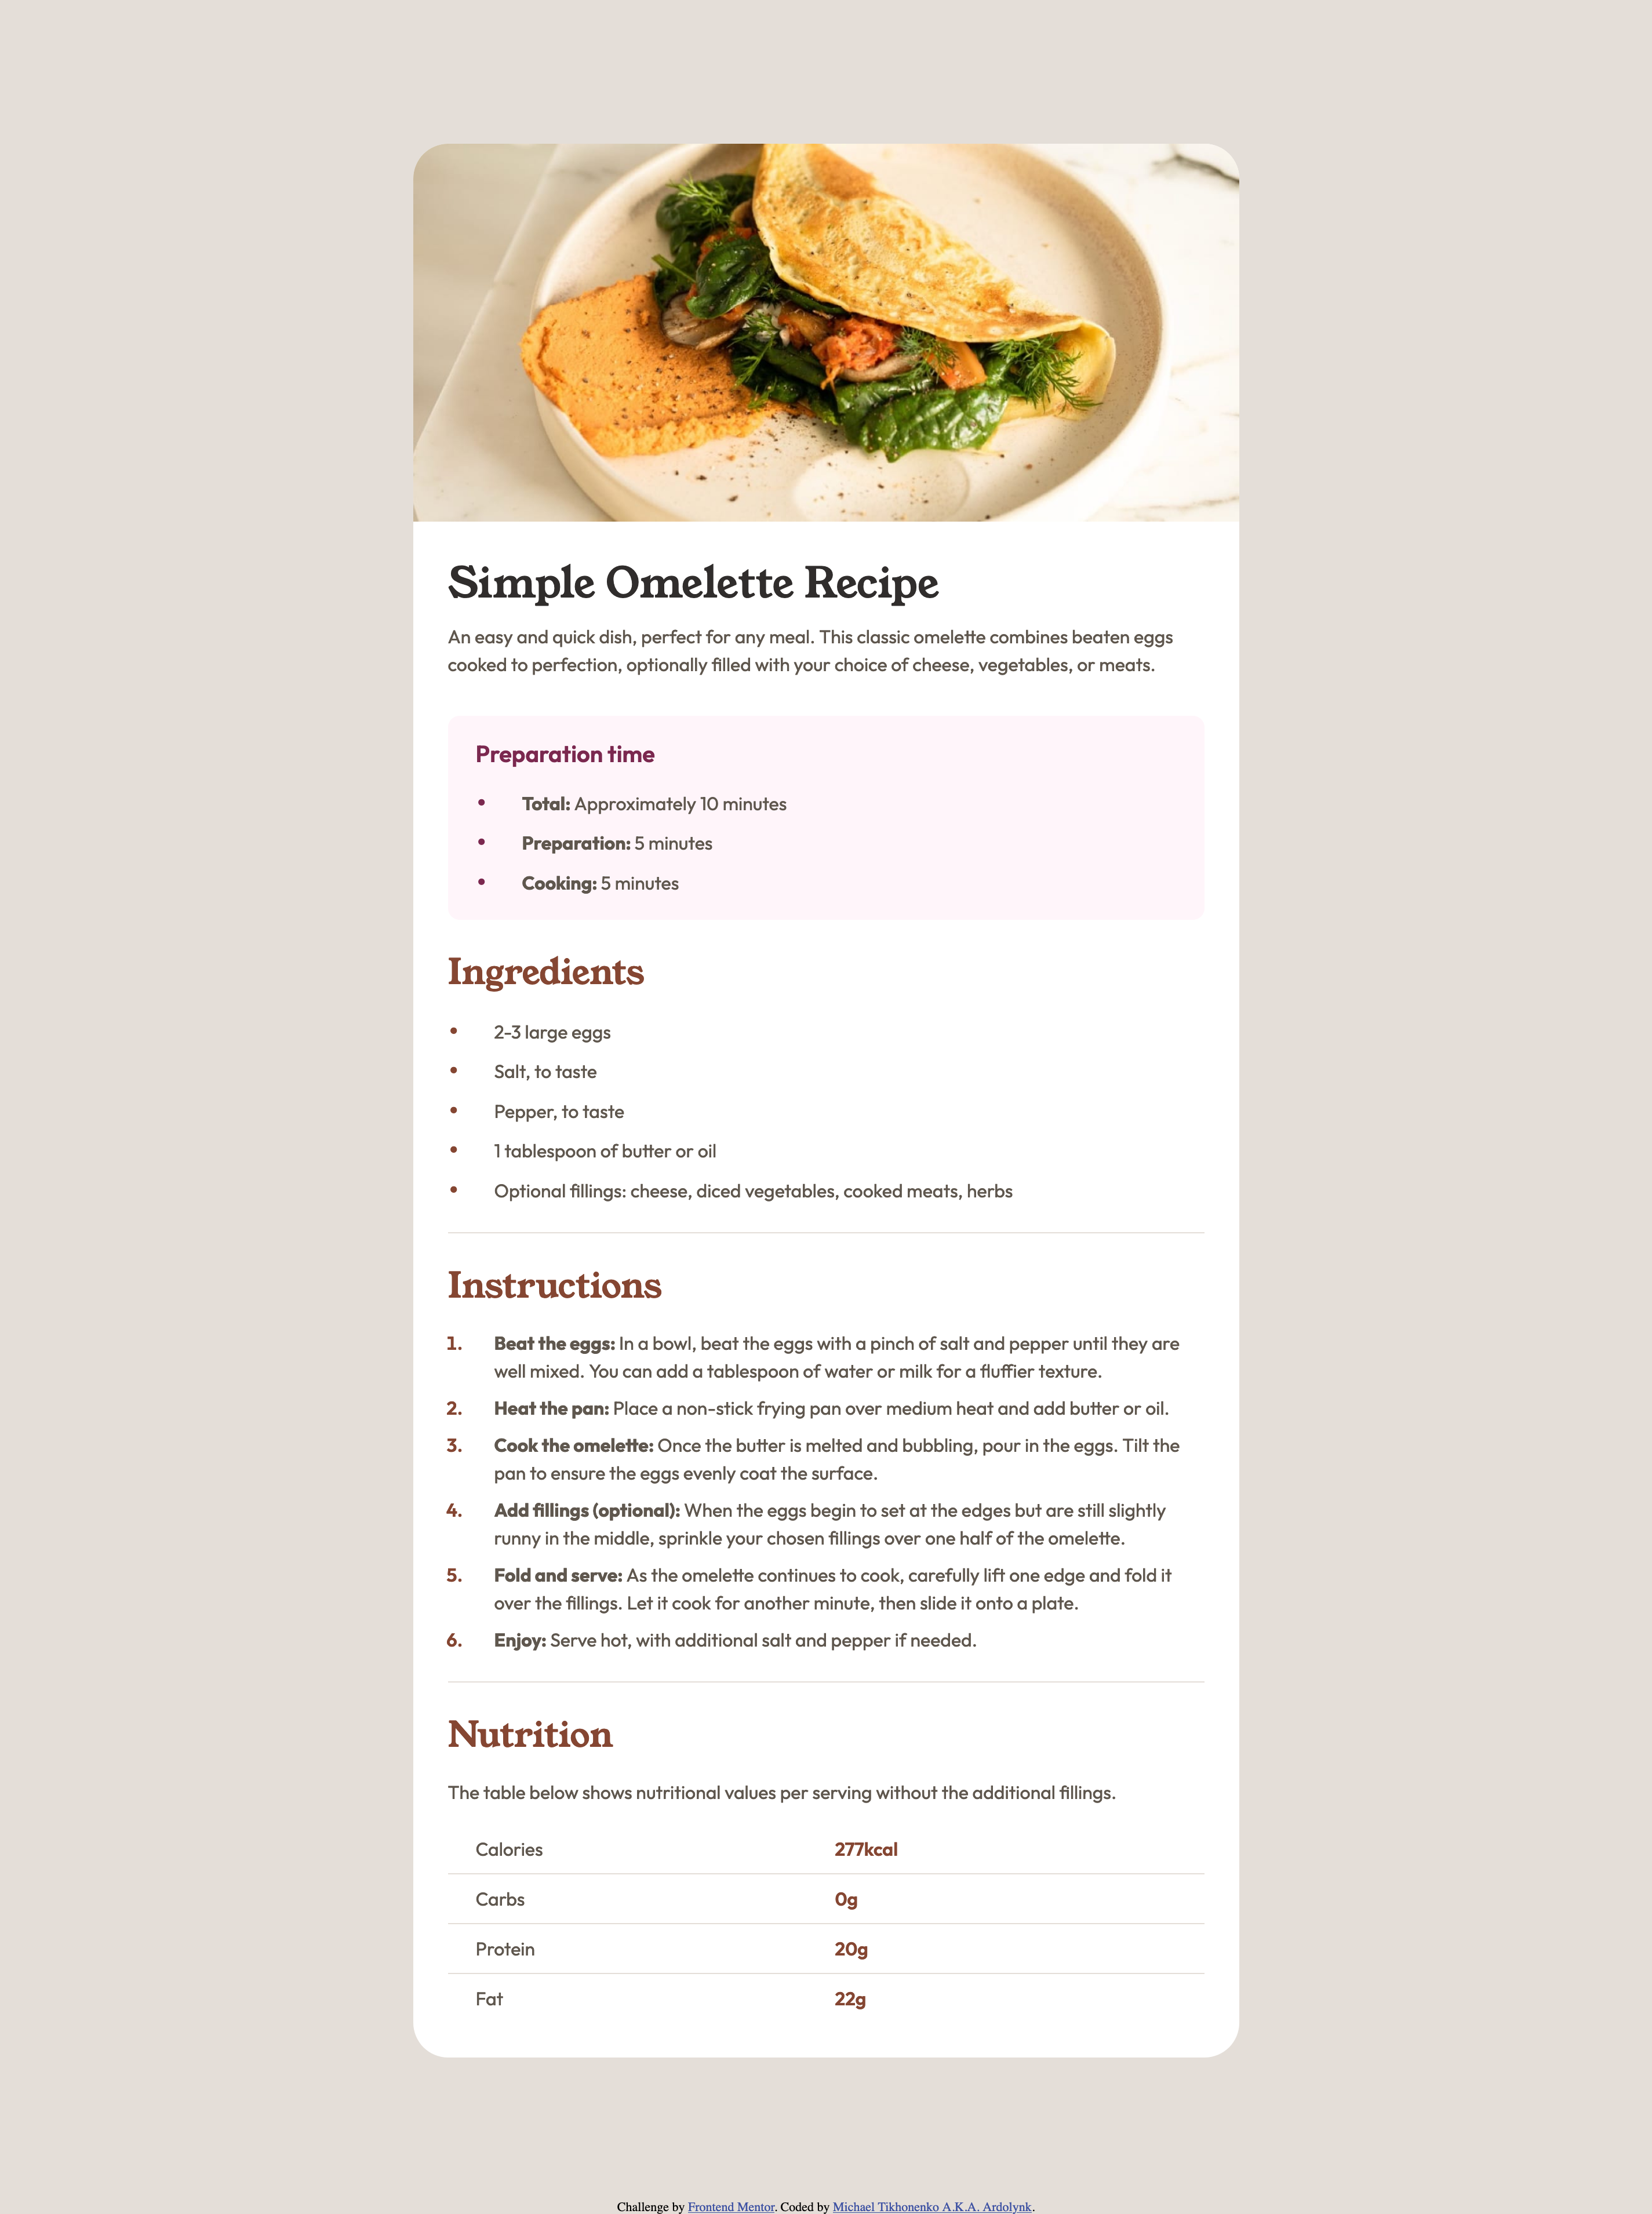 Simple Omelette Recipe
An easy and quick dish, perfect for any meal. This classic omelette combines beaten eggs
cooked to perfection, optionally filled with your choice of cheese, vegetables, or meats.
Preparation time
• Total: Approximately 10 minutes
• Preparation: 5 minutes
• Cooking: 5 minutes
Ingredients
• 2-3 large eggs
• Salt, to taste
• Pepper, to taste
• 1 tablespoon of butter or oil
• Optional fillings: cheese, diced vegetables, cooked meats, herbs
Instructions
1. Beat the eggs: In a bowl, beat the eggs with a pinch of salt and pepper until they are
well mixed. You can add a tablespoon of water or milk for a fluffier texture.
2. Heat the pan: Place a non-stick frying pan over medium heat and add butter or oil.
3. Cook the omelette: Once the butter is melted and bubbling, pour in the eggs. Tilt the
pan to ensure the eggs evenly coat the surface.
4. Add fillings (optional): When the eggs begin to set at the edges but are still slightly
runny in the middle, sprinkle your chosen fillings over one half of the omelette.
5. Fold and serve: As the omelette continues to cook, carefully lift one edge and fold it
over the fillings. Let it cook for another minute, then slide it onto a plate.
6. Enjoy: Serve hot, with additional salt and pepper if needed.
Nutrition
The table below shows nutritional values per serving without the additional fillings.
Calories 277kcal
Carbs 0g
Protein 20g
Fat 22g
Challenge by Frontend Mentor. Coded by Michael Tikhonenko A.K.A. Ardolynk.